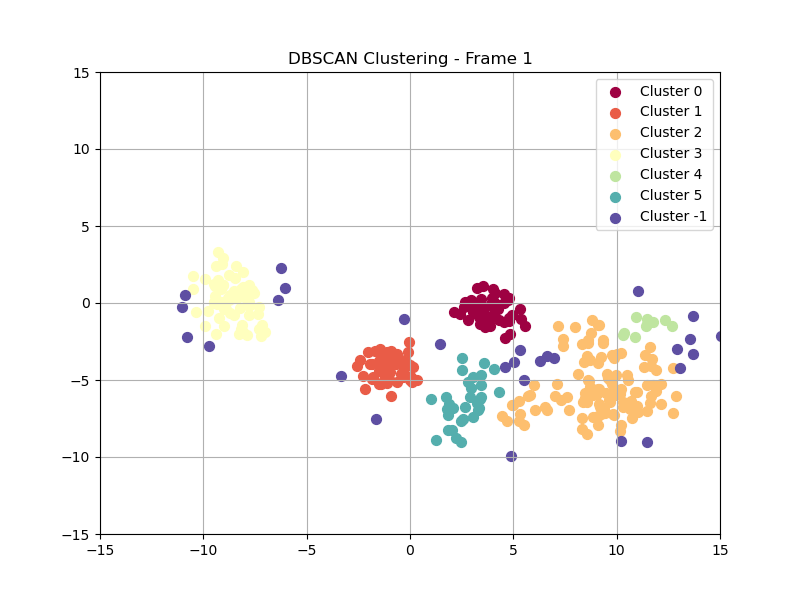 DBSCAN Clustering - Frame 1
15
10
5
0
−5
−10
−15
−15
−10
−5
0
5
10
15
Cluster 0
Cluster 1
Cluster 2
Cluster 3
Cluster 4
Cluster 5
Cluster -1